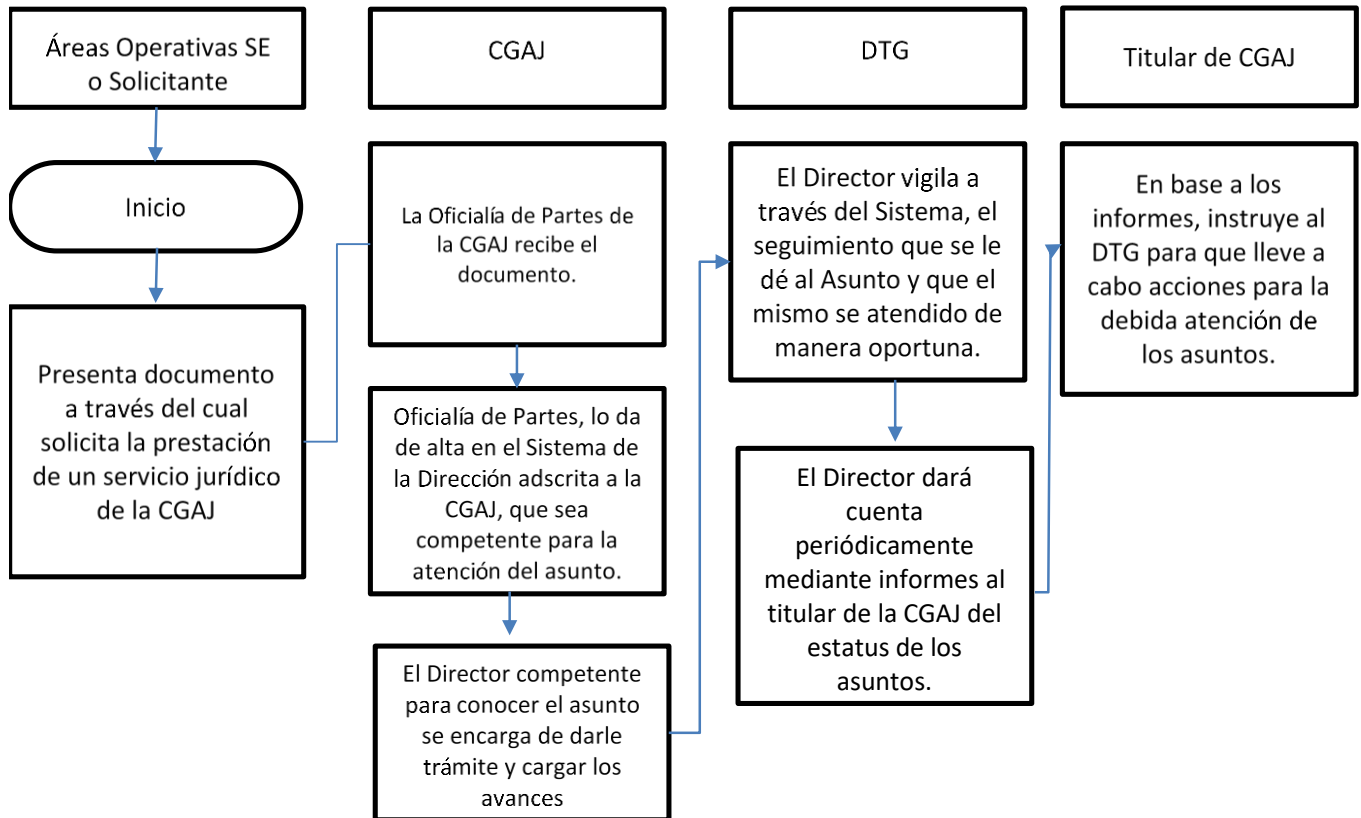 Áreas Operativas SE
o Solicitante
CGAJ
DTG
Titular de CGAJ
Inicio
Presenta documento
a través del cual
solicita la prestación
de un servicio jurídico
de la CGAJ
La Oficialía de Partes de
la CGAJ recibe el
documento.
Oficialía de Partes, lo da
de alta en el Sistema de
la Dirección adscrita a la
CGAJ, que sea
competente para la
atención del asunto.
El Director competente
para conocer el asunto
se encarga de darle
trámite y cargar los
avances
El Director vigila a
través del Sistema, el
seguimiento que se le
dé al Asunto y que el
mismo se atendido de
manera oportuna.
El Director dará
cuenta
periódicamente
mediante informes al
titular de la CGAJ del
estatus de los
asuntos.
En base a los
informes, instruye al
DTG para que lleve a
cabo acciones para la
debida atención de
los asuntos.